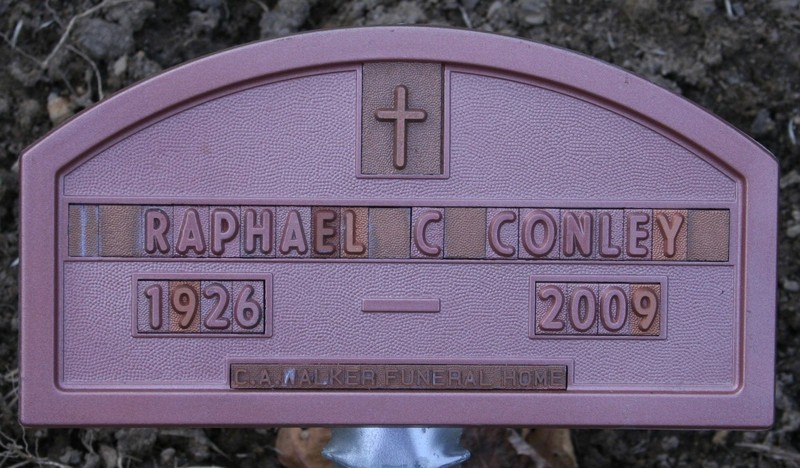 RAPHAEL C CONLEY
1926 — 2009
C.A. WALKER FUNERAL HOME